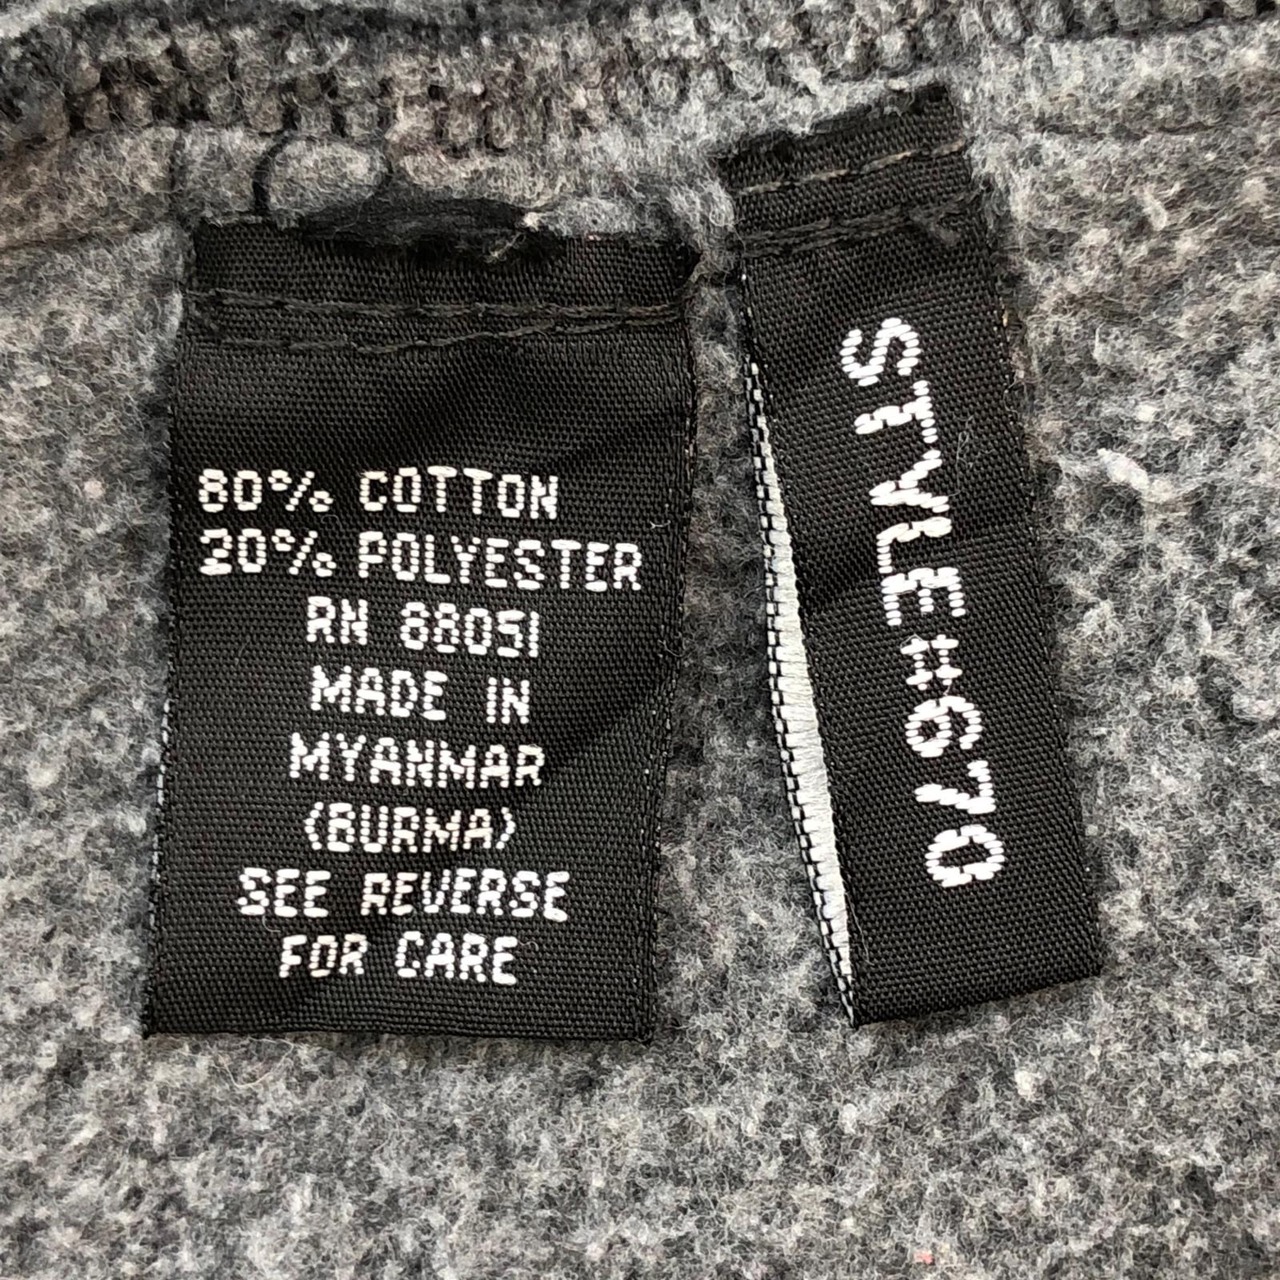 80% COTTON
20% POLYESTER
RN 88051
MADE IN
MYANMAR
(BURMA)
SEE REVERSE
FOR CARE
STYLE#670